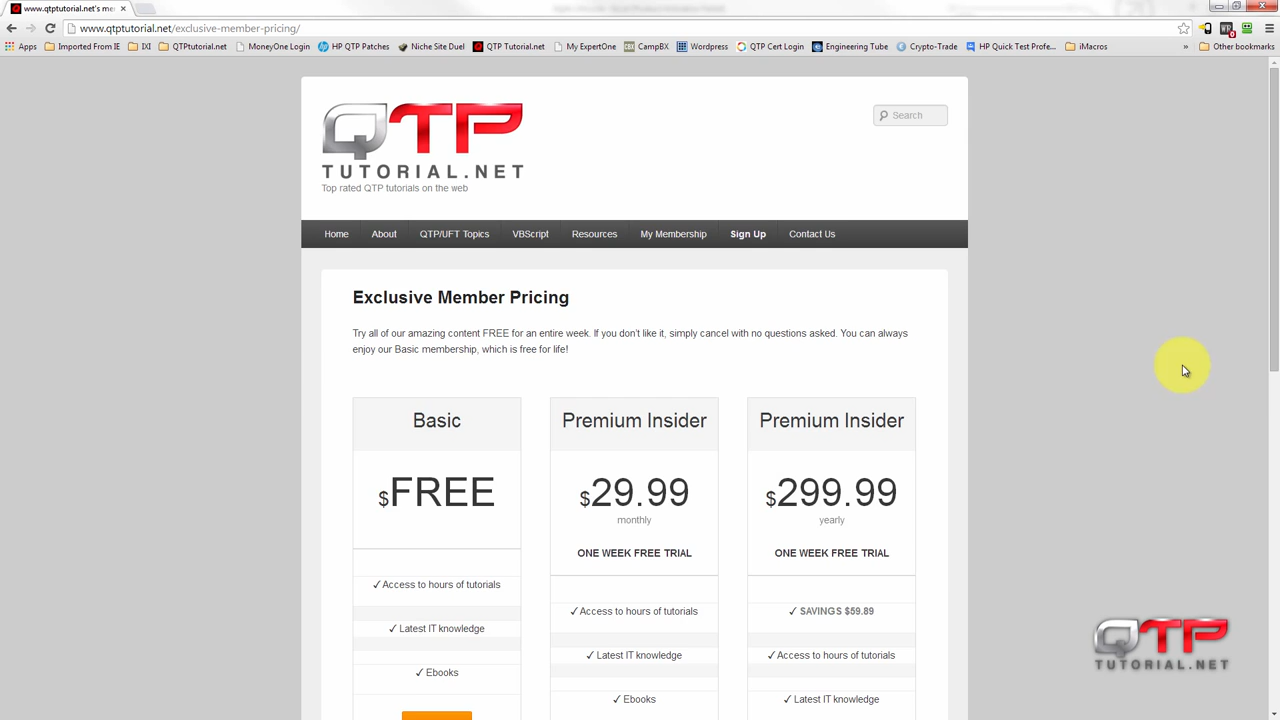 www.qtptutorial.net's me
www.qtptutorial.net/exclusive-member-pricing/
Apps Imported From IE IXI QTPtutorial.net MoneyOne Login HP QTP Patches Niche Site Duel QTP Tutorial.net My ExpertOne CampBX Wordpress QTP Cert Login Engineering Tube Crypto-Trade HP Quick Test Profe... iMacros » Other bookmarks
QTP
TUTORIAL.NET
Top rated QTP tutorials on the web
Search
Home About QTP/UFT Topics VBScript Resources My Membership Sign Up Contact Us
Exclusive Member Pricing
Try all of our amazing content FREE for an entire week. If you don't like it, simply cancel with no questions asked. You can always
enjoy our Basic membership, which is free for life!
Basic
$FREE
✓ Access to hours of tutorials
✓ Latest IT knowledge
✓ Ebooks
Premium Insider
$29.99
monthly
ONE WEEK FREE TRIAL
✓ Access to hours of tutorials
✓ Latest IT knowledge
✓ Ebooks
Premium Insider
$299.99
yearly
ONE WEEK FREE TRIAL
✓ SAVINGS $59.89
✓ Access to hours of tutorials
✓ Latest IT knowledge
QTP
TUTORIAL.NET